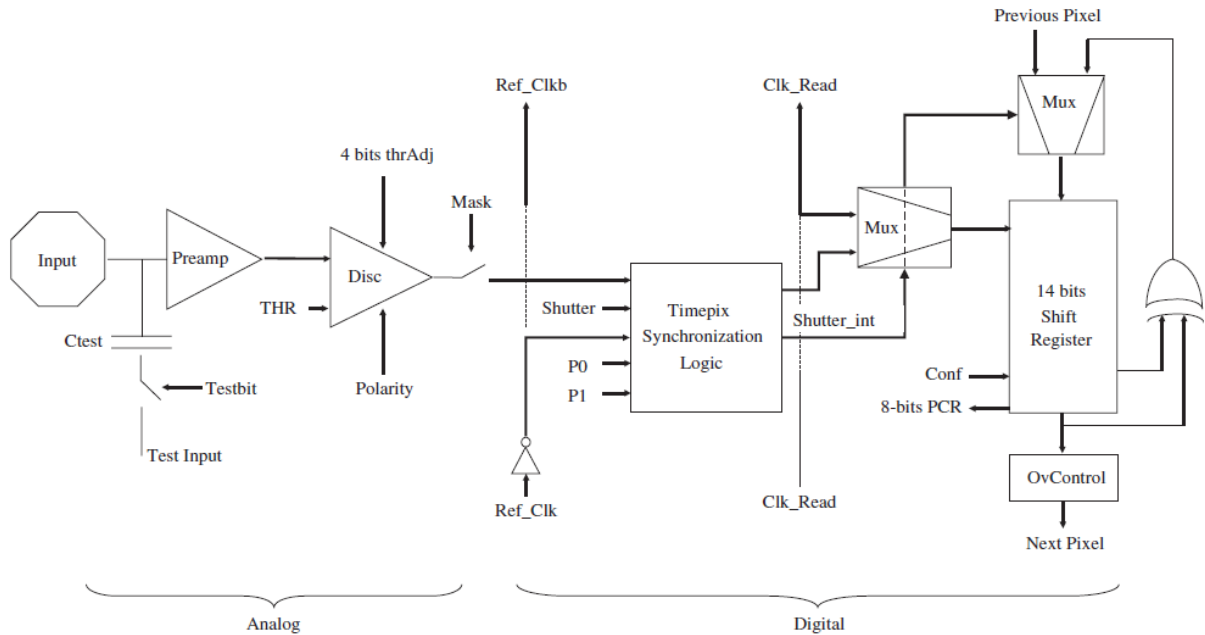 Previous Pixel
Ref_Clkb
Clk_Read
Mux
4 bits thrAdj
Mask
Input
Preamp
Disc
Mux
THR
Shutter
Timepix
Synchronization
Logic
Shutter_int
14 bits
Shift
Register
Ctest
Testbit
Polarity
P0
P1
Conf
8-bits PCR
Test Input
OvControl
Ref_Clk
Clk_Read
Next Pixel
Analog
Digital